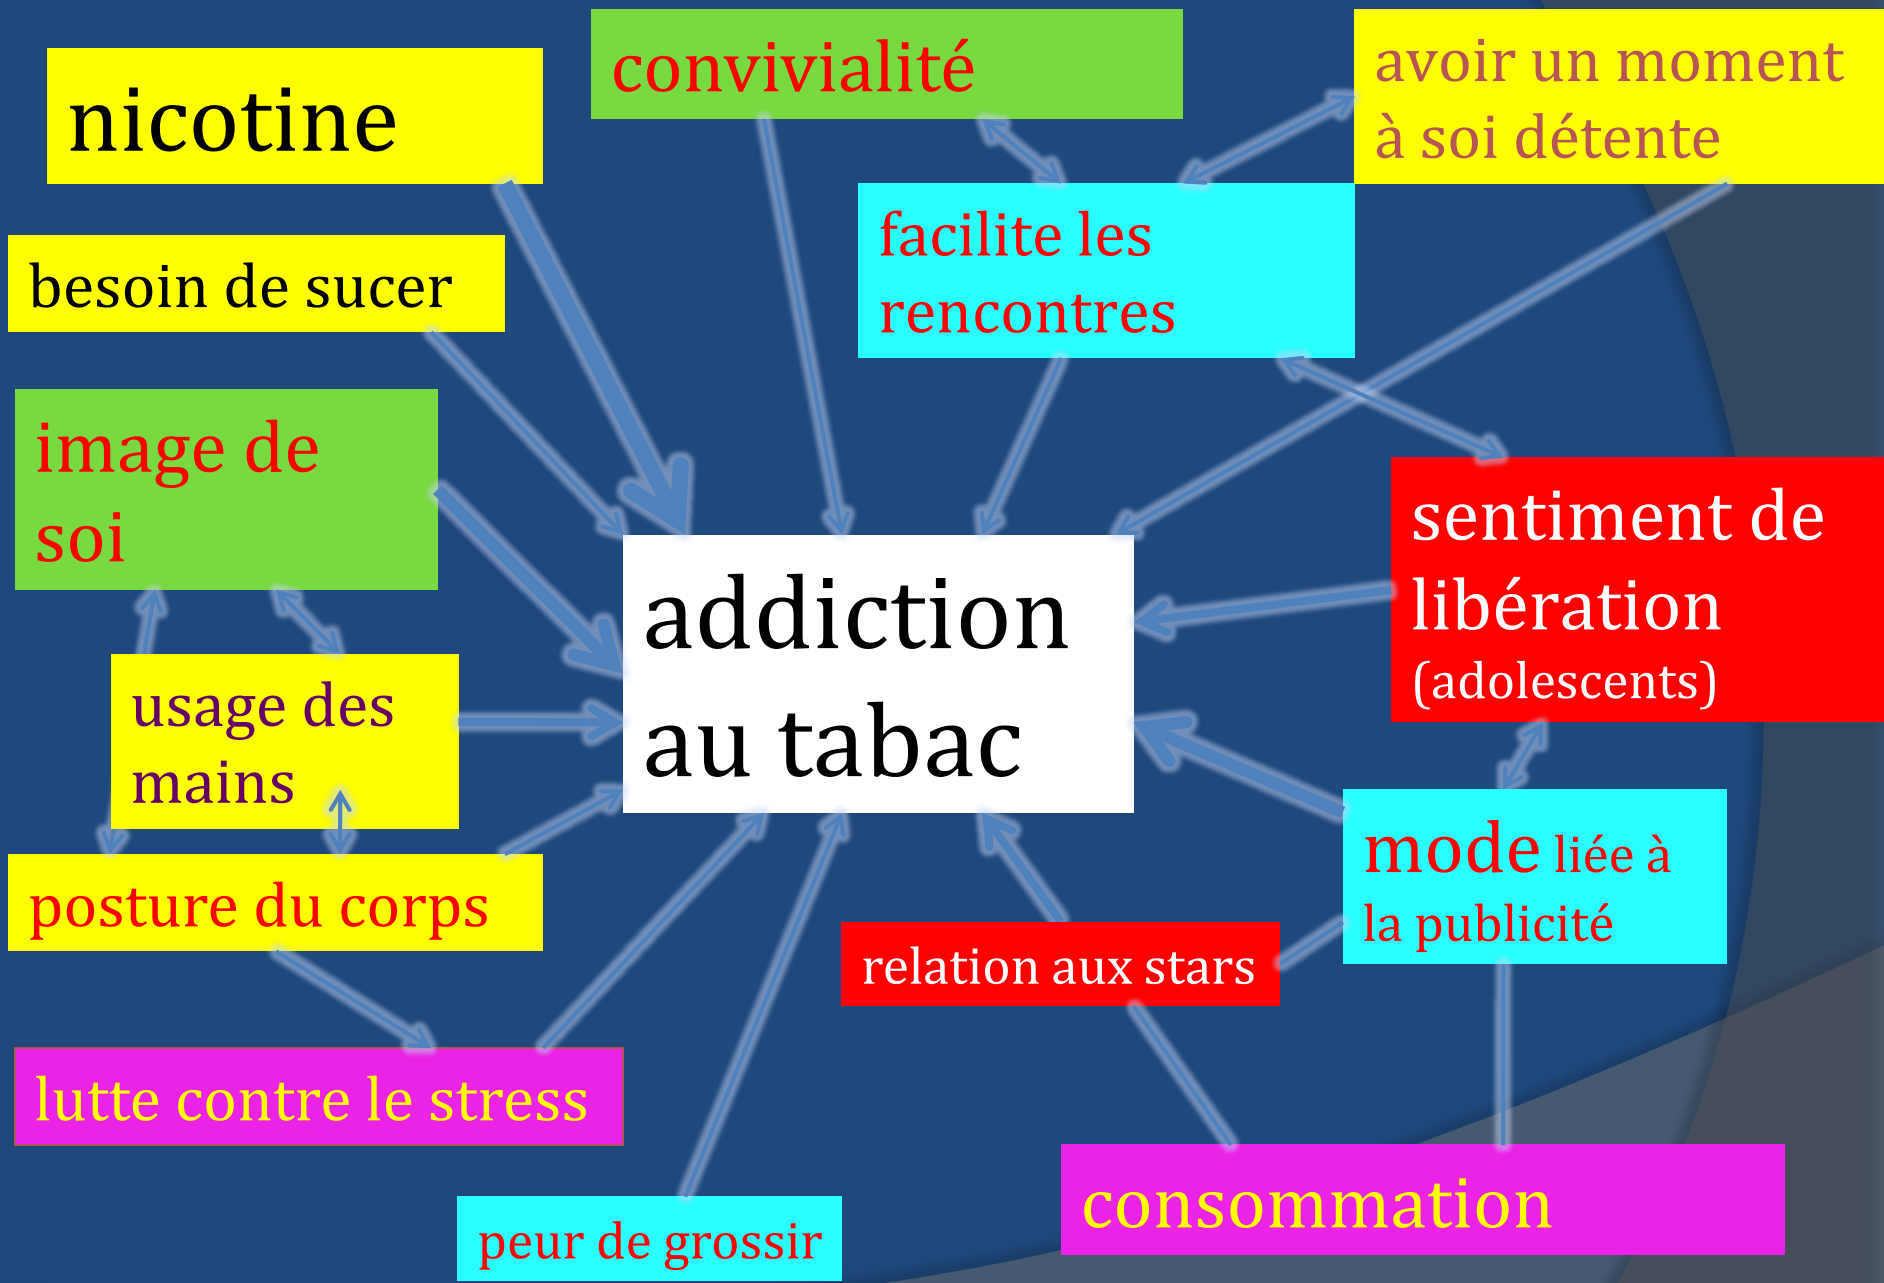 nicotine
convivialité
avoir un moment
à soi détente
besoin de sucer
facilite les
rencontres
image de
soi
addiction
au tabac
sentiment de
libération
(adolescents)
usage des
mains
mode liée à
la publicité
posture du corps
relation aux stars
lutte contre le stress
consommation
peur de grossir